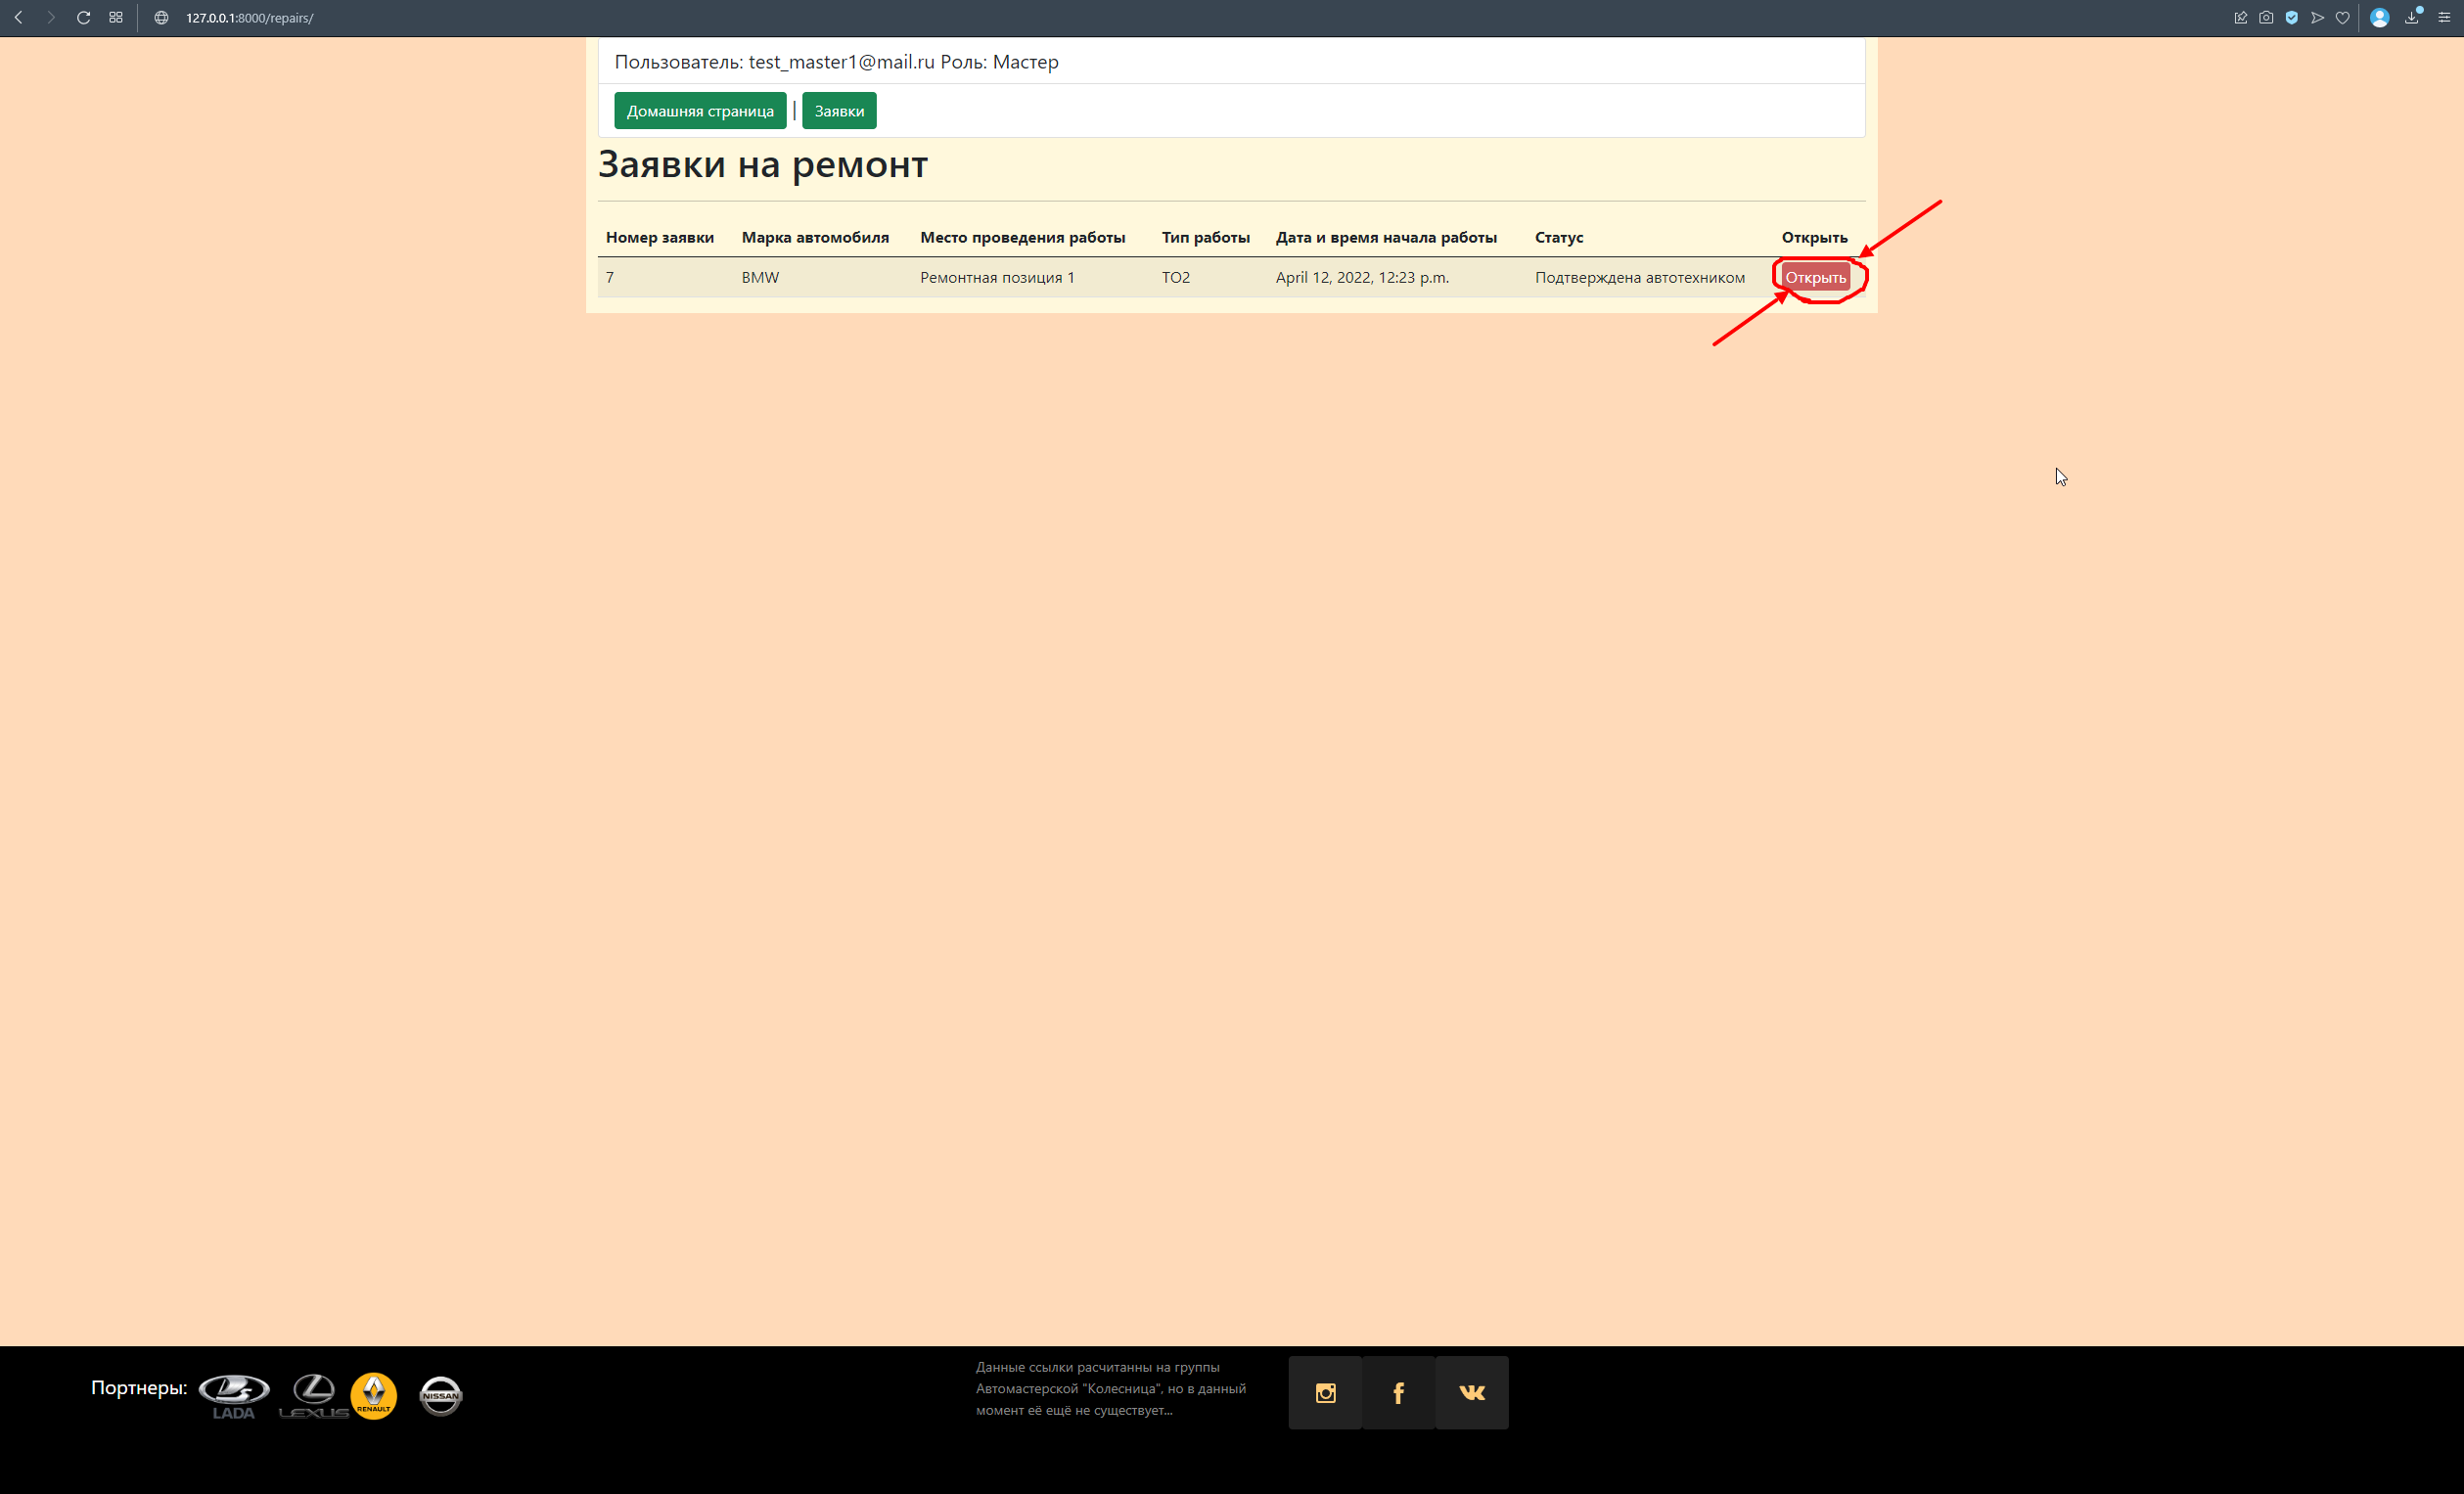 127.0.0.1:8000/repairs/
Пользователь: test_master1@mail.ru Роль: Мастер
Домашняя страница | Заявки
Заявки на ремонт
Номер заявки Марка автомобиля Место проведения работы Тип работы Дата и время начала работы Статус Открыть
7 BMW Ремонтная позиция 1 ТО2 April 12, 2022, 12:23 p.m. Подтверждена автотехником Открыть
Партнеры:
LADA
LEXUS
RENAULT
NISSAN
Данные ссылки расчитанны на группы
Автомастерской "Колесница", но в данный
момент её ещё не существует...